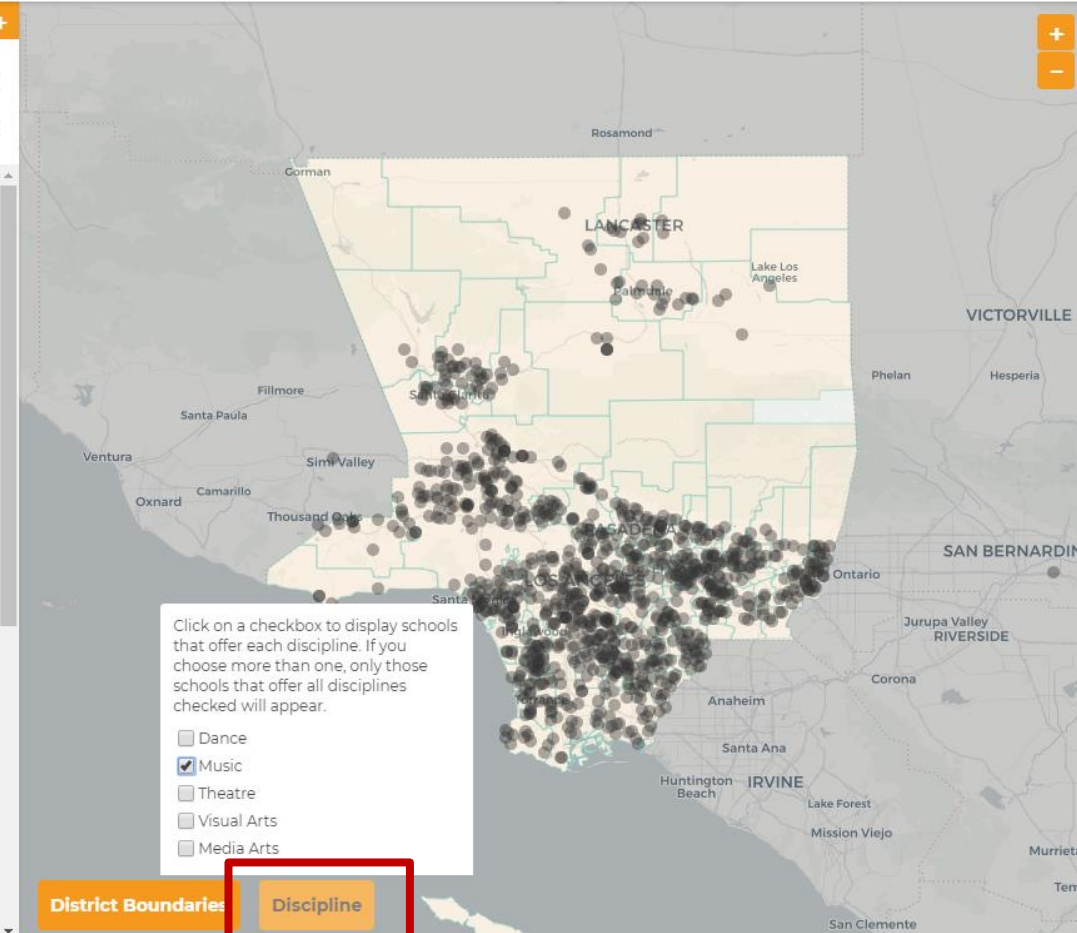 +
+
−
Rosamond
Gorman
LANCASTER
Lake Los
Angeles
Palmdale
VICTORVILLE
Phelan
Hesperia
Fillmore
Santa Clarita
Santa Paula
Ventura
Simi Valley
Camarillo
Oxnard
Thousand Oaks
PASADENA
SAN BERNARDIN
Ontario
LOS ANGELES
Santa
Inglewood
Jurupa Valley
RIVERSIDE
Corona
Torrance
Anaheim
Santa Ana
Huntington
Beach
IRVINE
Lake Forest
Mission Viejo
Murrieta
Tem
San Clemente
Click on a checkbox to display schools
that offer each discipline. If you
choose more than one, only those
schools that offer all disciplines
checked will appear.
Dance
Music
Theatre
Visual Arts
Media Arts
District Boundaries
Discipline